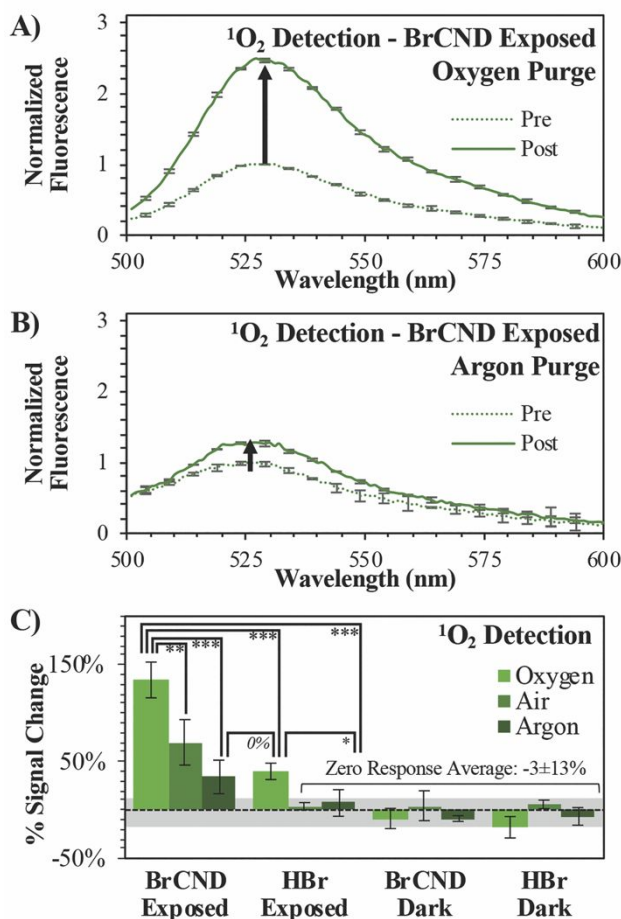 A)
¹O₂ Detection - BrCND Exposed
Oxygen Purge
Normalized
Fluorescence
3
2
1
0
Pre
Post
500 525 550 575 600
Wavelength (nm)
B)
¹O₂ Detection - BrCND Exposed
Argon Purge
Normalized
Fluorescence
3
2
1
0
Pre
Post
500 525 550 575 600
Wavelength (nm)
C)
¹O₂ Detection
% Signal Change
150%
50%
-50%
** *** *** ***
Oxygen
Air
Argon
0% *
Zero Response Average: -3±13%
BrCND HBr BrCND HBr
Exposed Exposed Dark Dark